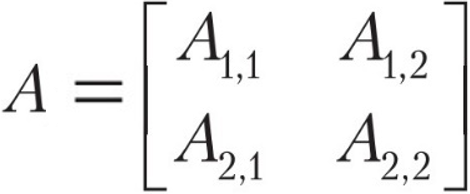 A = [ A_{1,1} A_{1,2}
A_{2,1} A_{2,2} ]